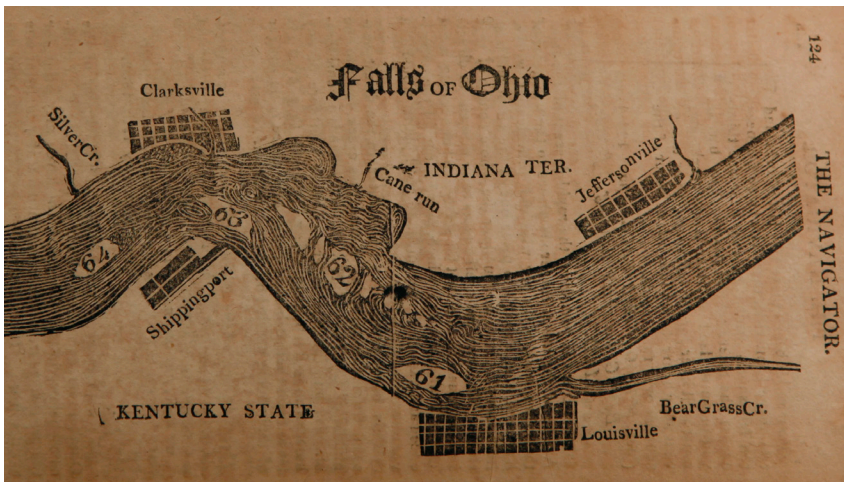 124
THE NAVIGATOR.
Falls OF Ohio
Clarksville
SilverCr.
INDIANA TER.
Cane run
Jeffersonville
63
64
62
Shippingport
61
KENTUCKY STATE
BearGrassCr.
Louisville